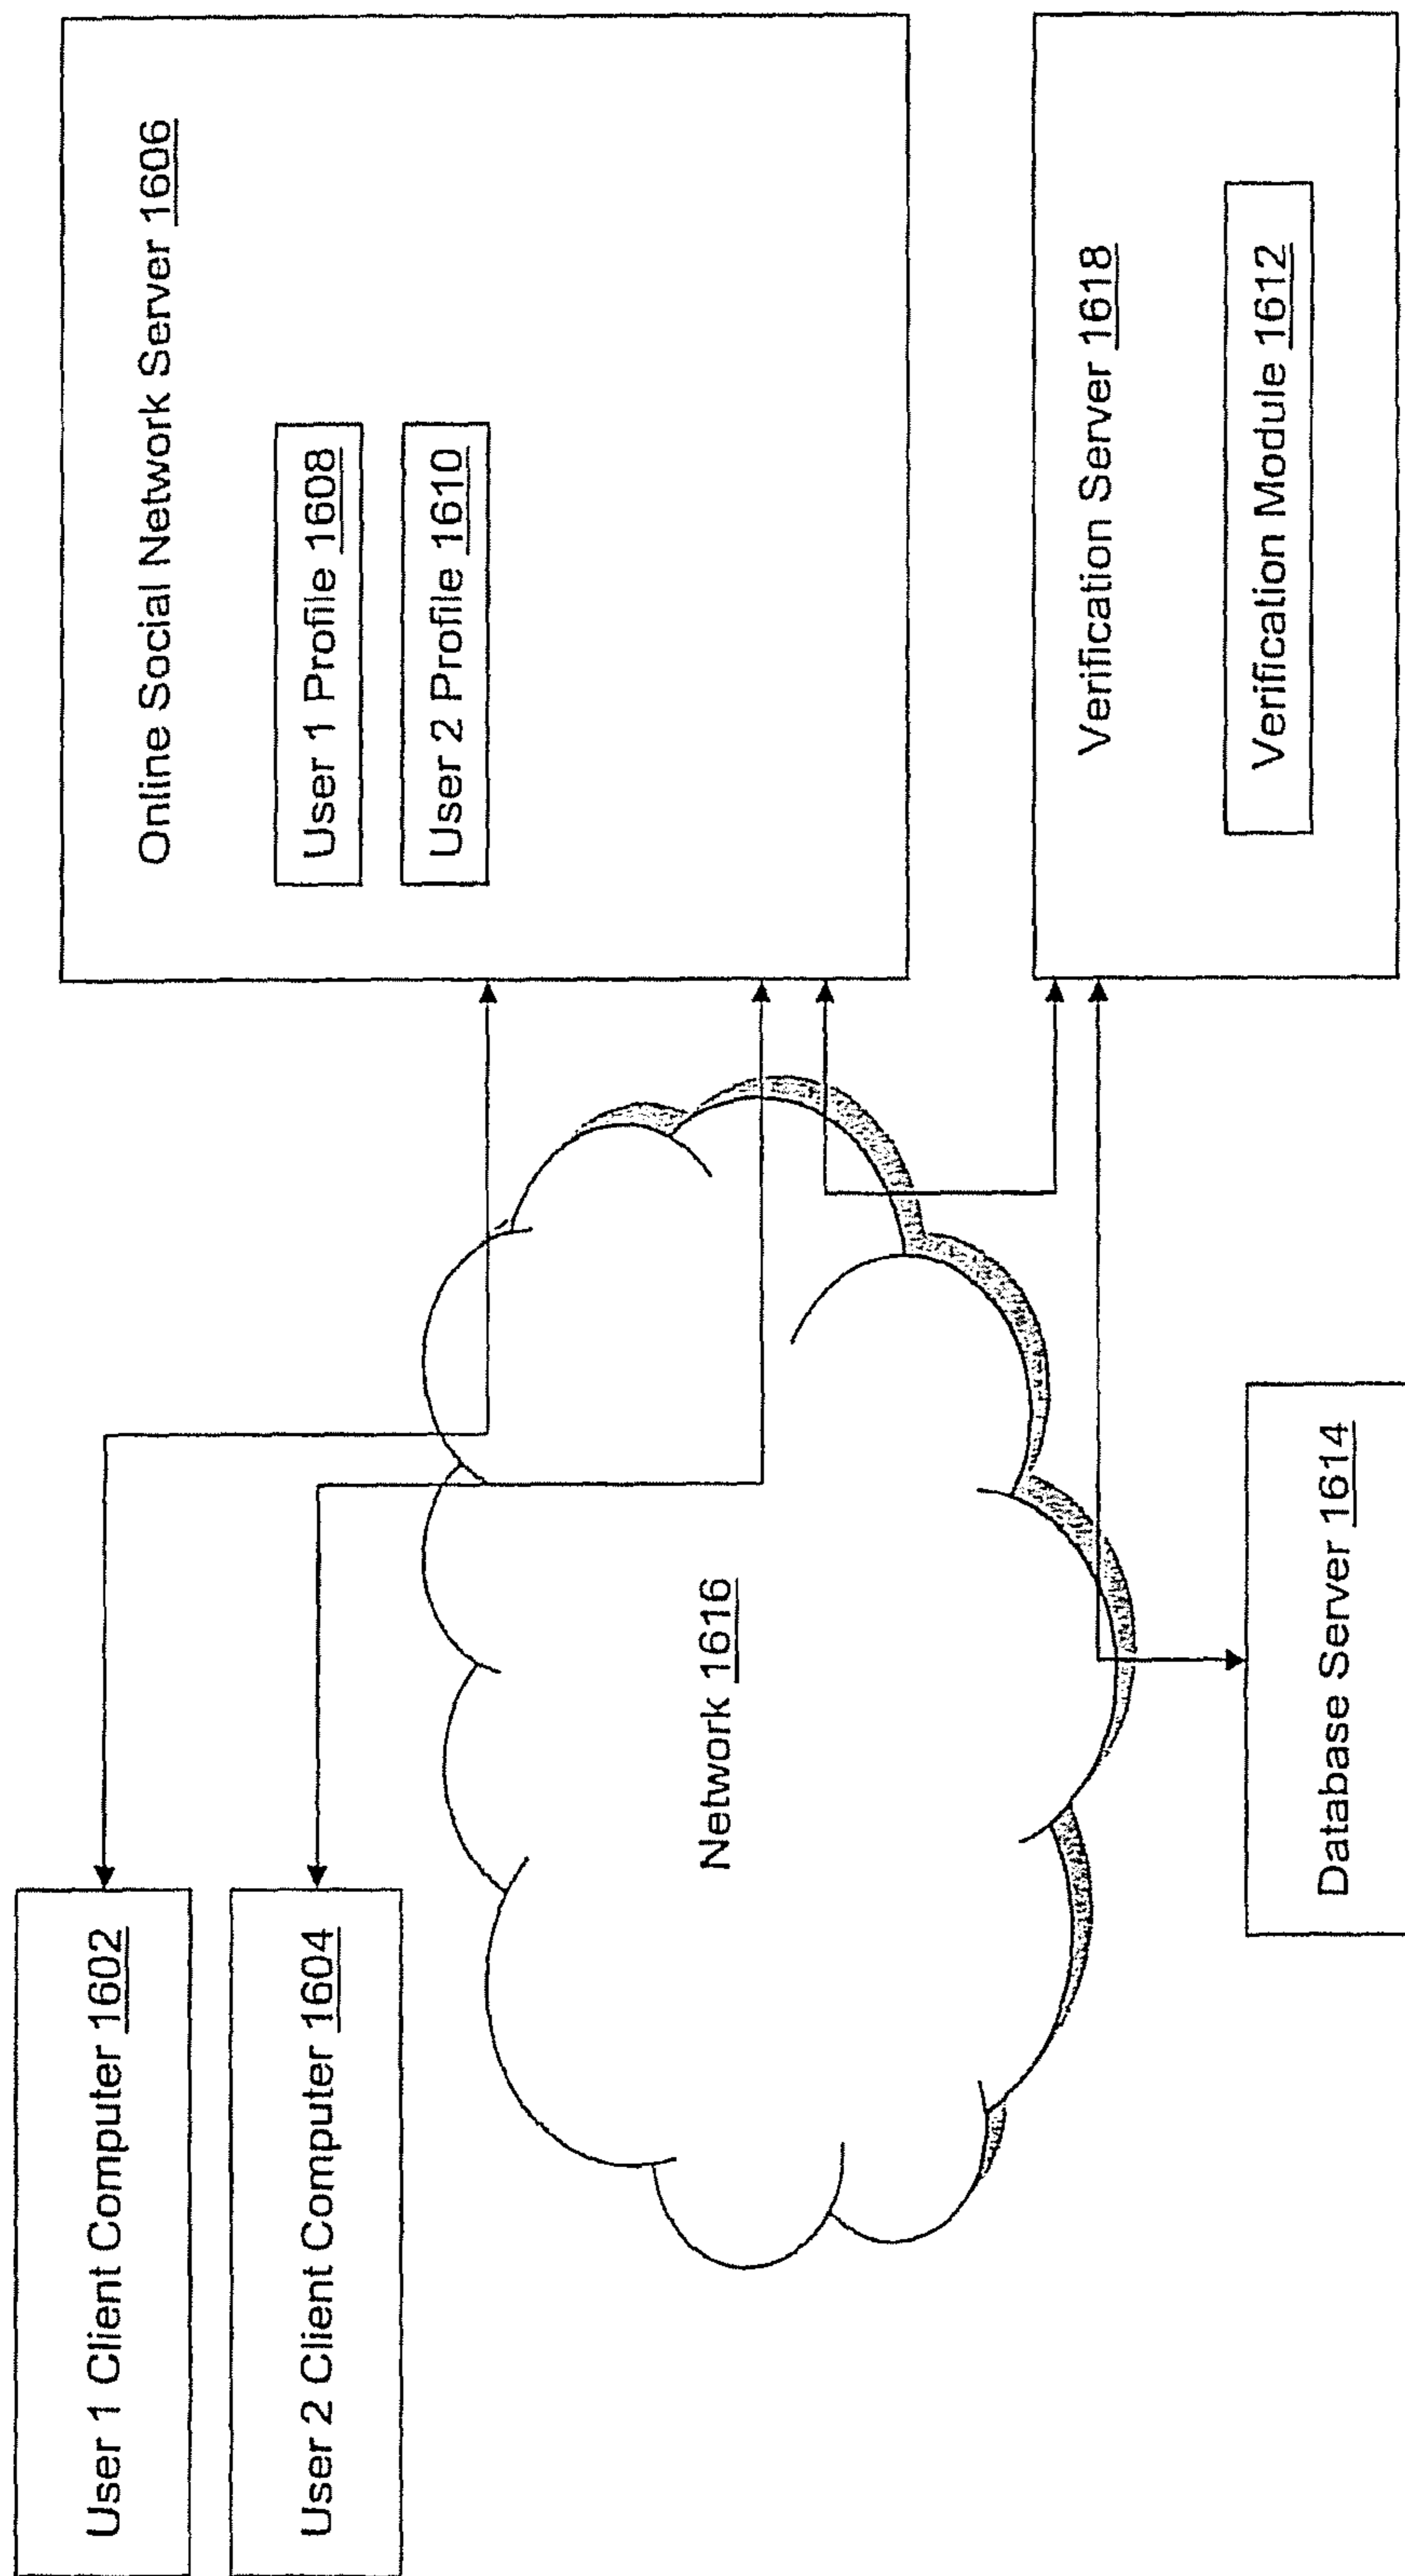 User 1 Client Computer 1602
User 2 Client Computer 1604
Network 1616
Database Server 1614
Online Social Network Server 1606
User 1 Profile 1608
User 2 Profile 1610
Verification Server 1618
Verification Module 1612